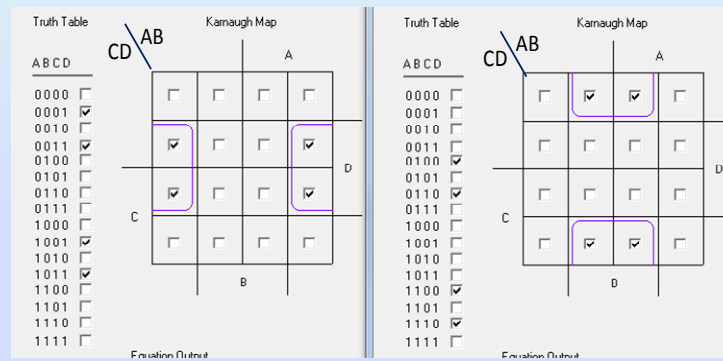 Truth Table
Karnaugh Map
CD
AB
A
ABCD
0000
0001
0010
0011
0100
0101
0110
0111
1000
1001
1010
1011
1100
1101
1110
1111
D
C
B
Equation Output
Truth Table
Karnaugh Map
CD
AB
A
ABCD
0000
0001
0010
0011
0100
0101
0110
0111
1000
1001
1010
1011
1100
1101
1110
1111
D
C
D
Equation Output